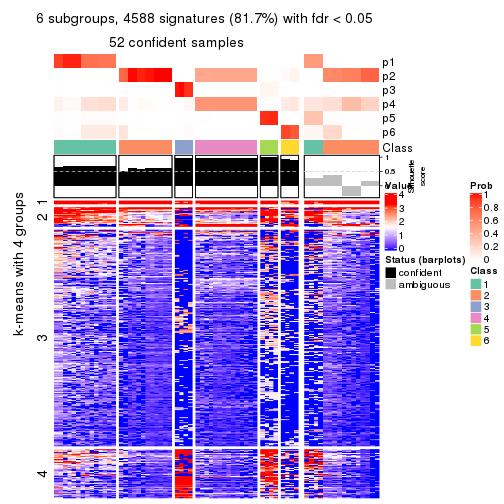 6 subgroups, 4588 signatures (81.7%) with fdr < 0.05
52 confident samples
p1
p2
p3
p4
p5
p6
Class
1
0.5
0
Silhouette
score
k-means with 4 groups
1
2
3
4
Value
4
3
2
1
0
Status (barplots)
confident
ambiguous
Prob
1
0.8
0.6
0.4
0.2
0
Class
1
2
3
4
5
6